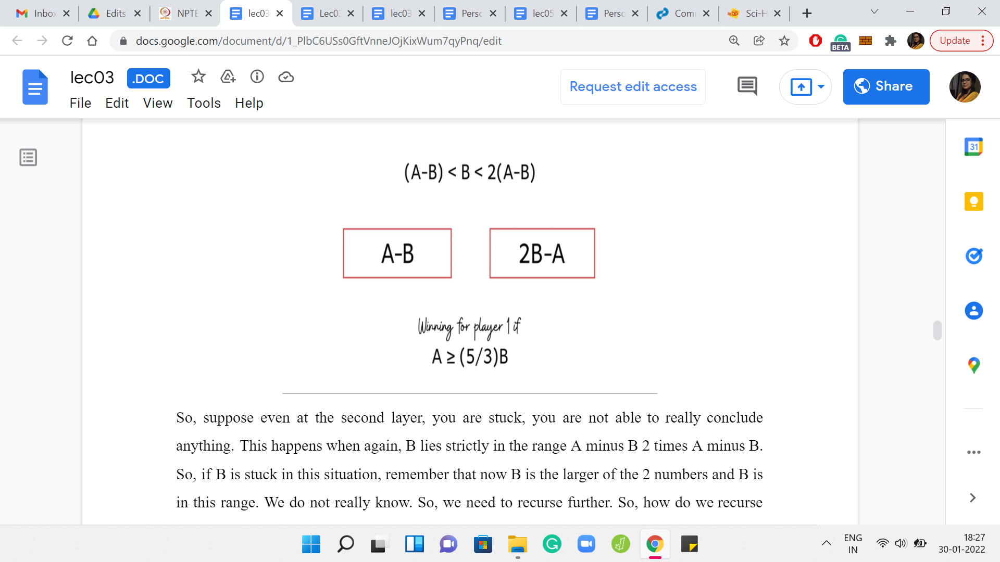 Inbo NPTE Edits lec03 Lec0 lec03 Perso lec05 Perso Com Sci-H
docs.google.com/document/d/1_PlbC6USs0GftVnneJOjKixWum7qyPnq/edit
BETA
Update
lec03 .DOC
File Edit View Tools Help
Request edit access
Share
31
(A-B) < B < 2(A-B)
A-B 2B-A
Winning for player 1 if
A ≥ (5/3)B
So, suppose even at the second layer, you are stuck, you are not able to really conclude
anything. This happens when again, B lies strictly in the range A minus B 2 times A minus B.
So, if B is stuck in this situation, remember that now B is the larger of the 2 numbers and B is
in this range. We do not really know. So, we need to recurse further. So, how do we recurse
ENG
IN
18:27
30-01-2022